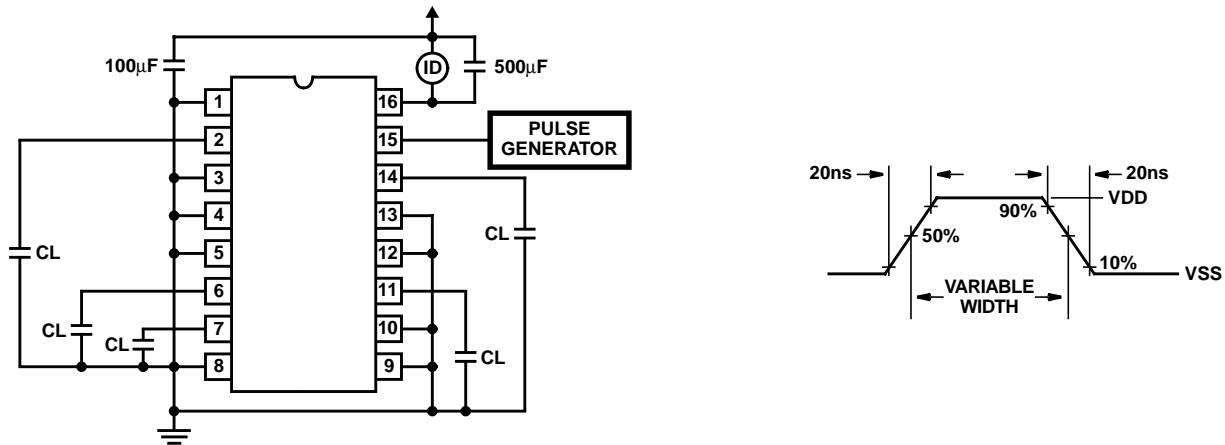 100μF
ID
500μF
1
16
2
15
PULSE
GENERATOR
3
14
4
13
CL
CL
5
12
6
11
CL
CL
7
10
CL
8
9
20ns
20ns
VDD
90%
50%
10%
VSS
VARIABLE
WIDTH